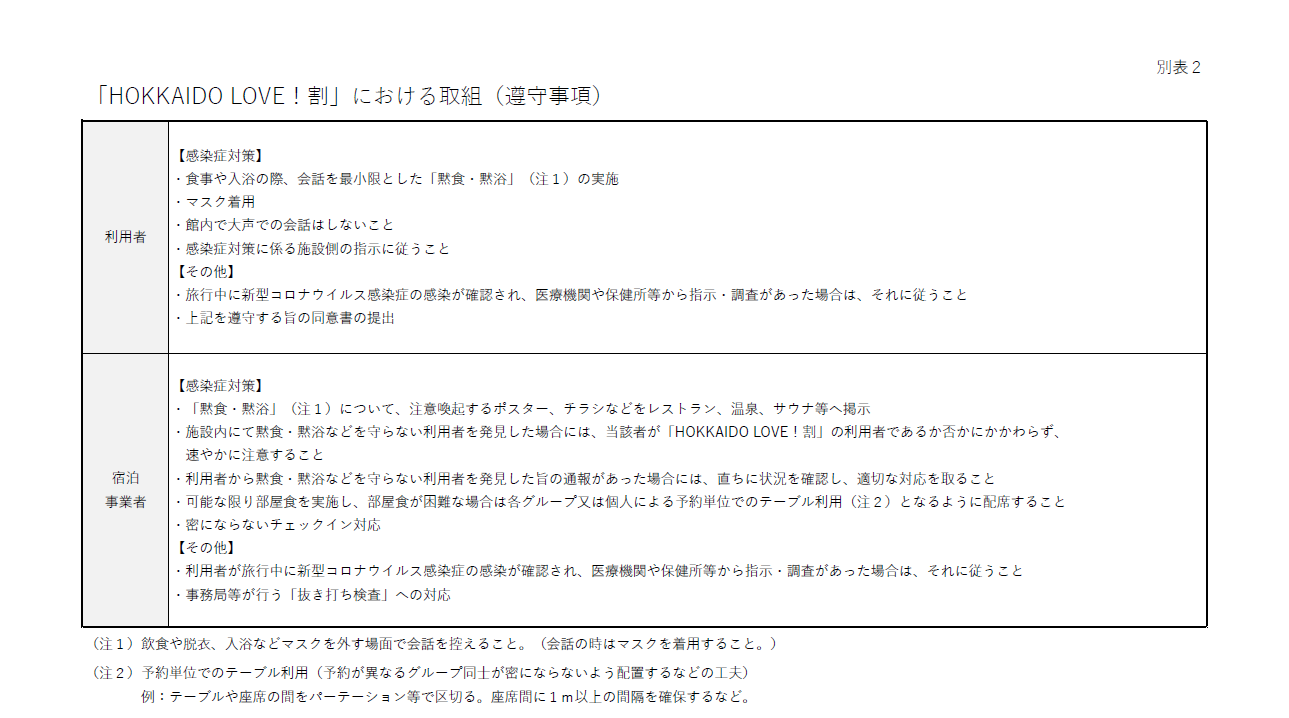 別表２
「HOKKAIDO LOVE！割」における取組（遵守事項）
利用者
【感染症対策】
・食事や入浴の際、会話を最小限とした「黙食・黙浴」（注１）の実施
・マスク着用
・館内で大声での会話はしないこと
・感染症対策に係る施設側の指示に従うこと
【その他】
・旅行中に新型コロナウイルス感染症の感染が確認され、医療機関や保健所等から指示・調査があった場合は、それに従うこと
・上記を遵守する旨の同意書の提出
宿泊
事業者
【感染症対策】
・「黙食・黙浴」（注１）について、注意喚起するポスター、チラシなどをレストラン、温泉、サウナ等へ掲示
・施設内にて黙食・黙浴などを守らない利用者を発見した場合には、当該者が「HOKKAIDO LOVE！割」の利用者であるか否かにかかわらず、
速やかに注意すること
・利用者から黙食・黙浴などを守らない利用者を発見した旨の通報があった場合には、直ちに状況を確認し、適切な対応を取ること
・可能な限り部屋食を実施し、部屋食が困難な場合は各グループ又は個人による予約単位でのテーブル利用（注２）となるように配席すること
・密にならないチェックイン対応
【その他】
・利用者が旅行中に新型コロナウイルス感染症の感染が確認され、医療機関や保健所等から指示・調査があった場合は、それに従うこと
・事務局等が行う「抜き打ち検査」への対応
（注１）飲食や脱衣、入浴などマスクを外す場面で会話を控えること。（会話の時はマスクを着用すること。）
（注２）予約単位でのテーブル利用（予約が異なるグループ同士が密にならないよう配置するなどの工夫）
例：テーブルや座席の間をパーテーション等で区切る。座席間に１ｍ以上の間隔を確保するなど。